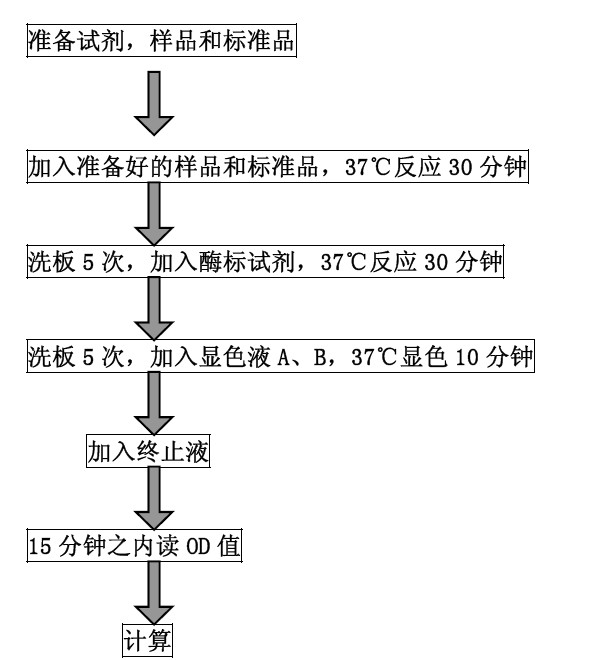 准备试剂，样品和标准品
加入准备好的样品和标准品，37℃反应 30 分钟
洗板 5 次，加入酶标试剂，37℃反应 30 分钟
洗板 5 次，加入显色液 A、B，37℃显色 10 分钟
加入终止液
15 分钟之内读 OD 值
计算